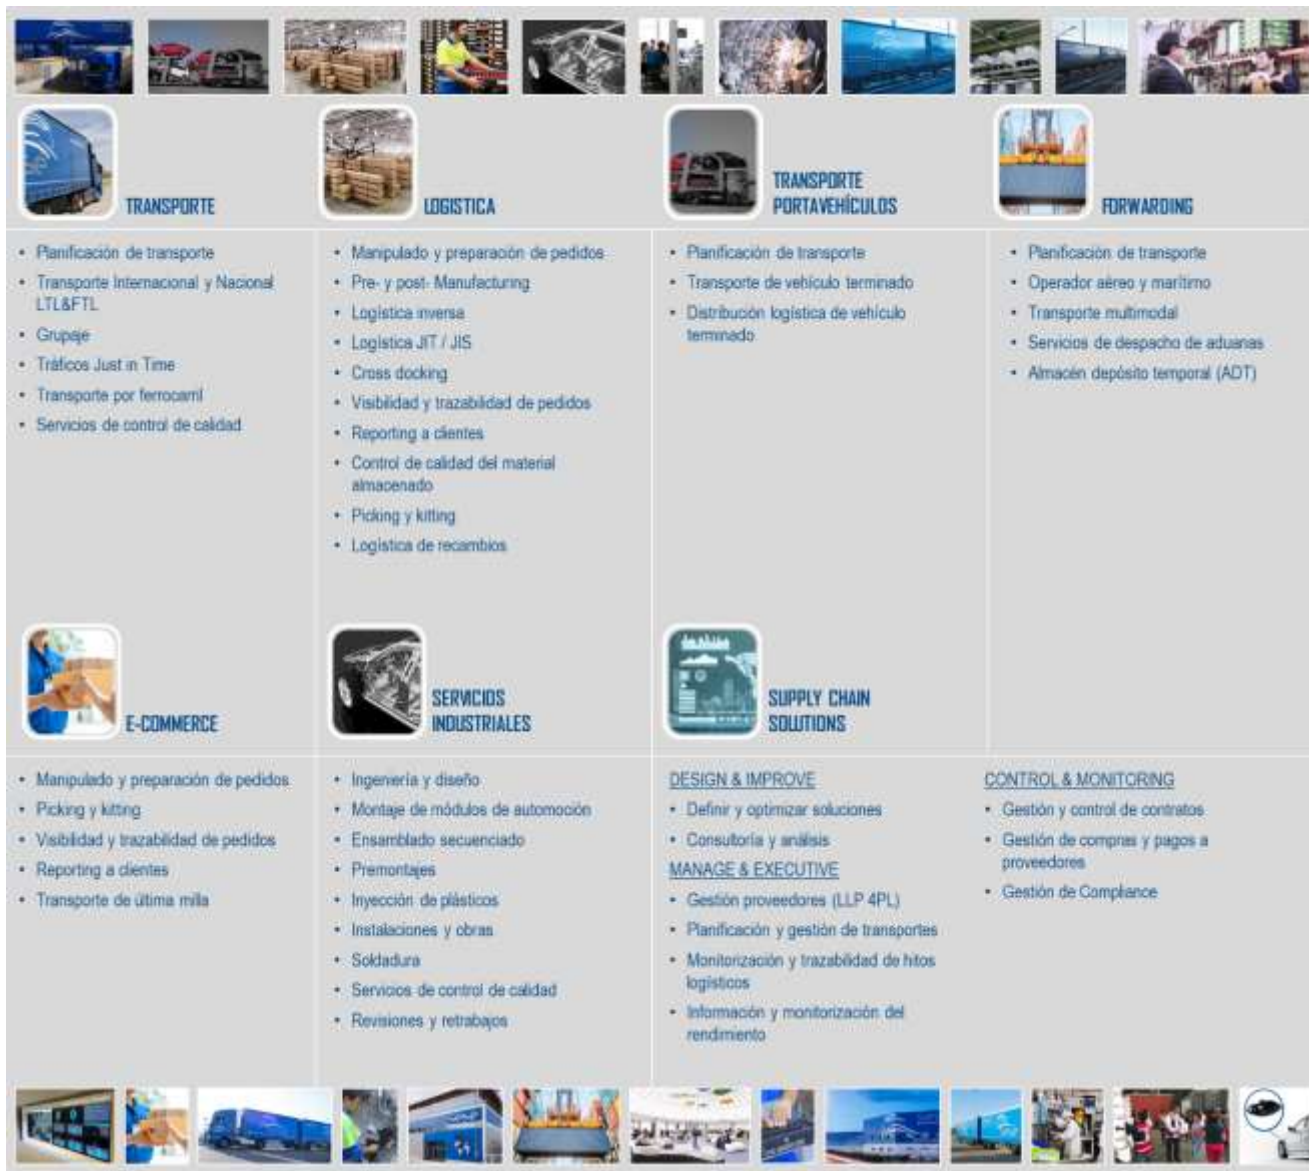 TRANSPORTE
• Planificación de transporte
• Transporte Internacional y Nacional
LTL&FTL
• Grupaje
• Tráficos Just in Time
• Transporte por ferrocarril
• Servicios de control de calidad
LOGISTICA
• Manipulado y preparación de pedidos
• Pre- y post- Manufacturing
• Logística inversa
• Logística JIT / JIS
• Cross docking
• Visibilidad y trazabilidad de pedidos
• Reporting a clientes
• Control de calidad del material
almacenado
• Picking y kitting
• Logística de recambios
TRANSPORTE
PORTAVEHÍCULOS
• Planificación de transporte
• Transporte de vehículo terminado
• Distribución logística de vehículo
terminado
FORWARDING
• Planificación de transporte
• Operador aéreo y marítimo
• Transporte multimodal
• Servicios de despacho de aduanas
• Almacén depósito temporal (ADT)
E-COMMERCE
• Manipulado y preparación de pedidos
• Picking y kitting
• Visibilidad y trazabilidad de pedidos
• Reporting a clientes
• Transporte de última milla
SERVICIOS
INDUSTRIALES
• Ingeniería y diseño
• Montaje de módulos de automoción
• Ensamblado secuenciado
• Premontajes
• Inyección de plásticos
• Instalaciones y obras
• Soldadura
• Servicios de control de calidad
• Revisiones y retrabajos
SUPPLY CHAIN
SOLUTIONS
DESIGN & IMPROVE
• Definir y optimizar soluciones
• Consultoría y análisis
MANAGE & EXECUTIVE
• Gestión proveedores (LLP 4PL)
• Planificación y gestión de transportes
• Monitorización y trazabilidad de hitos
logísticos
• Información y monitorización del
rendimiento
CONTROL & MONITORING
• Gestión y control de contratos
• Gestión de compras y pagos a
proveedores
• Gestión de Compliance